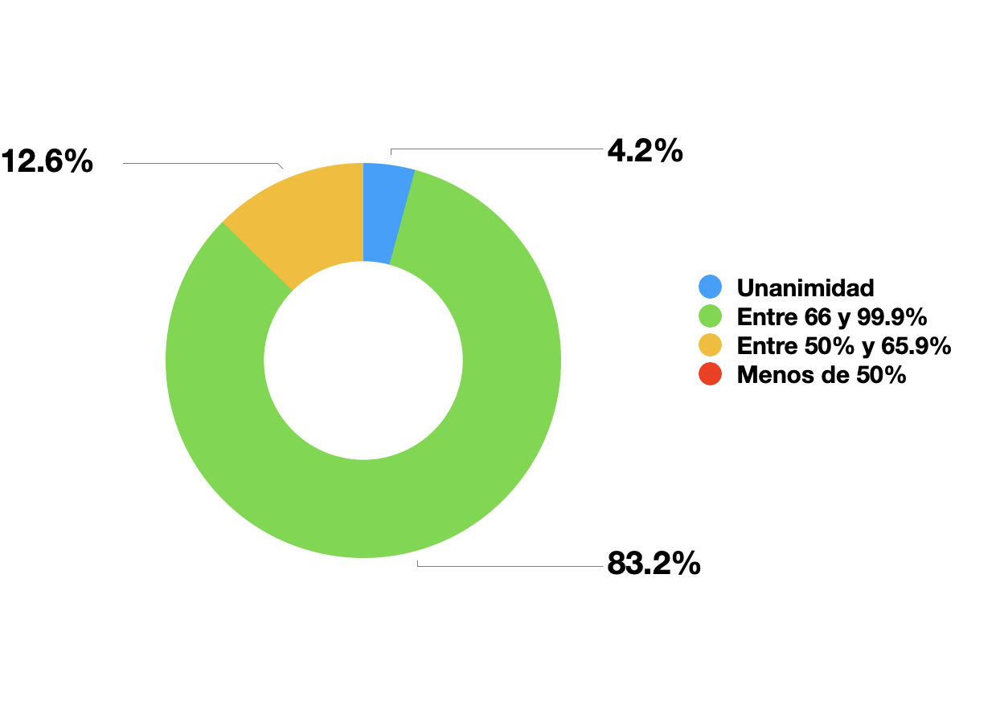 12.6%
4.2%
Unanimidad
Entre 66 y 99.9%
Entre 50% y 65.9%
Menos de 50%
83.2%